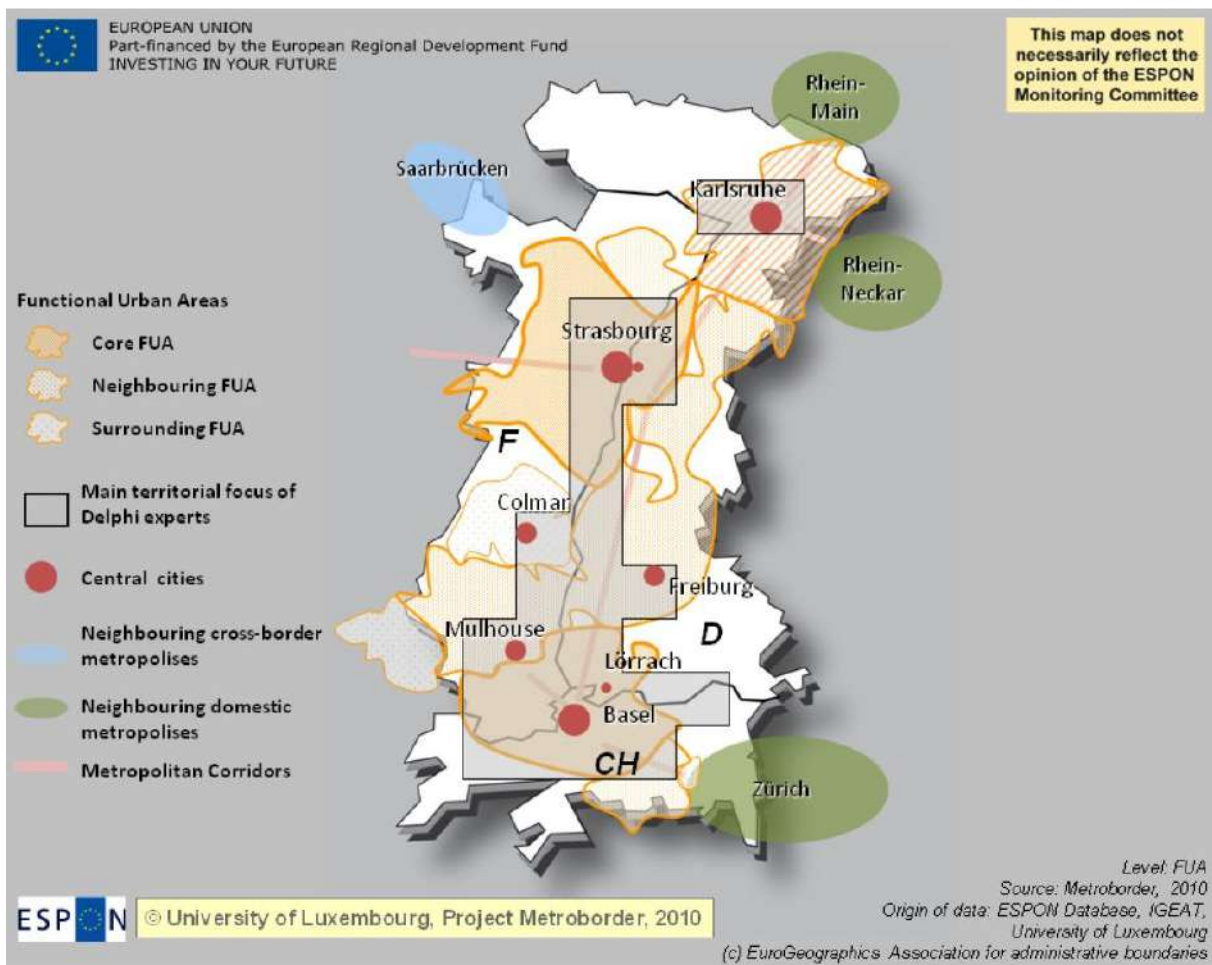 EUROPEAN UNION
Part-financed by the European Regional Development Fund
INVESTING IN YOUR FUTURE
This map does not
necessarily reflect the
opinion of the ESPON
Monitoring Committee
Rhein-
Main
Saarbrücken
Karlsruhe
Rhein-
Neckar
Functional Urban Areas
Core FUA
Neighbouring FUA
Surrounding FUA
Main territorial focus of
Delphi experts
Central cities
Neighbouring cross-border
metropolises
Neighbouring domestic
metropolises
Metropolitan Corridors
Strasbourg
F
Colmar
Freiburg
Mulhouse
D
Lörrach
Basel
CH
Zürich
ESPON
© University of Luxembourg, Project Metroborder, 2010
Level: FUA
Source: Metroborder, 2010
Origin of data: ESPON Database, IGEAT,
University of Luxembourg
(c) EuroGeographics Association for administrative boundaries